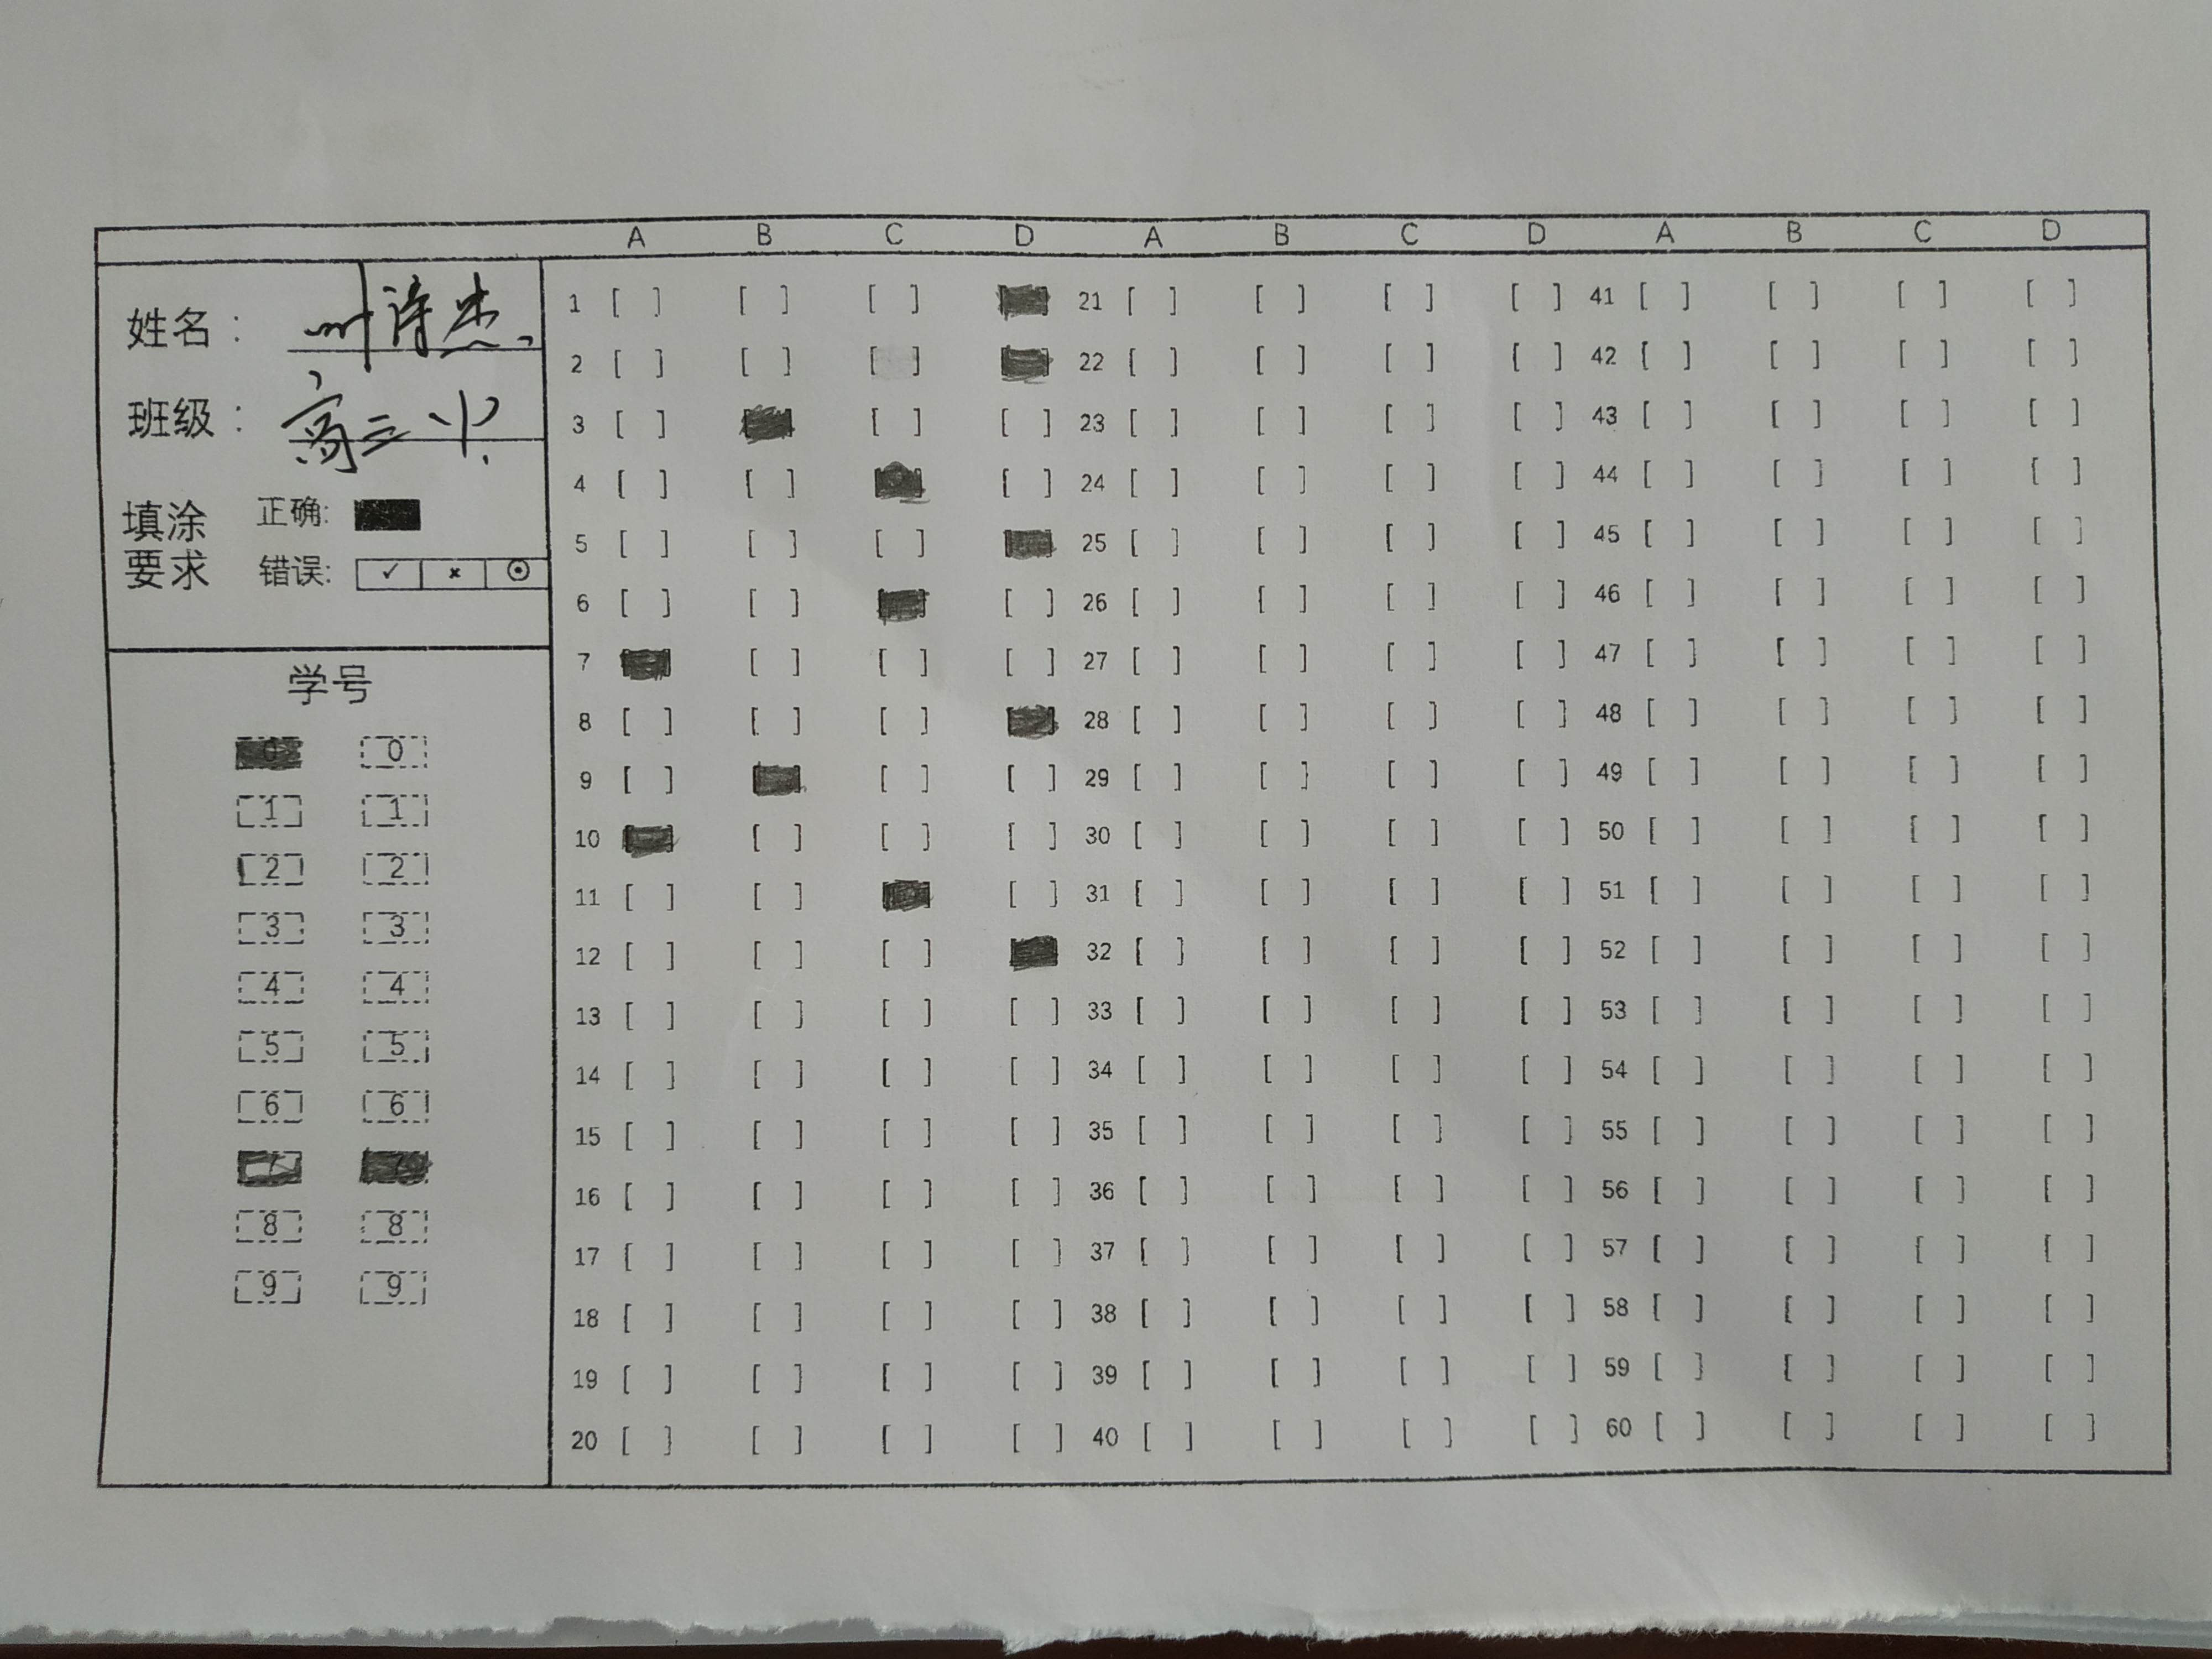 A B C D A B C D A B C D
姓名：叶诗杰
班级：高三
填涂要求 正确:
错误: ✓ × ⊙
学号
0 0
1 1
2 2
3 3
4 4
5 5
6 6
7 7
8 8
9 9
1 [ ] [ ] [ ] [ ] 21 [ ] [ ] [ ] [ ] 41 [ ] [ ] [ ] [ ]
2 [ ] [ ] [ ] [ ] 22 [ ] [ ] [ ] [ ] 42 [ ] [ ] [ ] [ ]
3 [ ] [ ] [ ] [ ] 23 [ ] [ ] [ ] [ ] 43 [ ] [ ] [ ] [ ]
4 [ ] [ ] [ ] [ ] 24 [ ] [ ] [ ] [ ] 44 [ ] [ ] [ ] [ ]
5 [ ] [ ] [ ] [ ] 25 [ ] [ ] [ ] [ ] 45 [ ] [ ] [ ] [ ]
6 [ ] [ ] [ ] [ ] 26 [ ] [ ] [ ] [ ] 46 [ ] [ ] [ ] [ ]
7 [ ] [ ] [ ] [ ] 27 [ ] [ ] [ ] [ ] 47 [ ] [ ] [ ] [ ]
8 [ ] [ ] [ ] [ ] 28 [ ] [ ] [ ] [ ] 48 [ ] [ ] [ ] [ ]
9 [ ] [ ] [ ] [ ] 29 [ ] [ ] [ ] [ ] 49 [ ] [ ] [ ] [ ]
10 [ ] [ ] [ ] [ ] 30 [ ] [ ] [ ] [ ] 50 [ ] [ ] [ ] [ ]
11 [ ] [ ] [ ] [ ] 31 [ ] [ ] [ ] [ ] 51 [ ] [ ] [ ] [ ]
12 [ ] [ ] [ ] [ ] 32 [ ] [ ] [ ] [ ] 52 [ ] [ ] [ ] [ ]
13 [ ] [ ] [ ] [ ] 33 [ ] [ ] [ ] [ ] 53 [ ] [ ] [ ] [ ]
14 [ ] [ ] [ ] [ ] 34 [ ] [ ] [ ] [ ] 54 [ ] [ ] [ ] [ ]
15 [ ] [ ] [ ] [ ] 35 [ ] [ ] [ ] [ ] 55 [ ] [ ] [ ] [ ]
16 [ ] [ ] [ ] [ ] 36 [ ] [ ] [ ] [ ] 56 [ ] [ ] [ ] [ ]
17 [ ] [ ] [ ] [ ] 37 [ ] [ ] [ ] [ ] 57 [ ] [ ] [ ] [ ]
18 [ ] [ ] [ ] [ ] 38 [ ] [ ] [ ] [ ] 58 [ ] [ ] [ ] [ ]
19 [ ] [ ] [ ] [ ] 39 [ ] [ ] [ ] [ ] 59 [ ] [ ] [ ] [ ]
20 [ ] [ ] [ ] [ ] 40 [ ] [ ] [ ] [ ] 60 [ ] [ ] [ ] [ ]